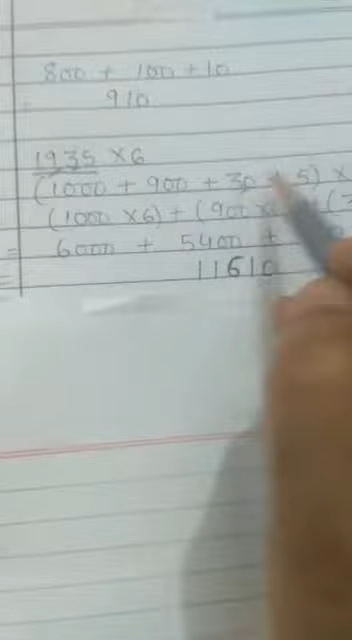 800 + 100 + 10
910
1935 × 6
(1000 + 900 + 30 + 5) ×
(1000 × 6) + (900 ×
= 6000 + 5400 +
11610